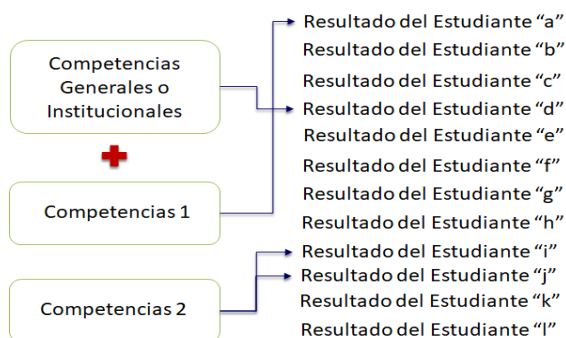 Competencias
Generales o
Institucionales
Competencias 1
Competencias 2
Resultado del Estudiante “a”
Resultado del Estudiante “b”
Resultado del Estudiante “c”
Resultado del Estudiante “d”
Resultado del Estudiante “e”
Resultado del Estudiante “f”
Resultado del Estudiante “g”
Resultado del Estudiante “h”
Resultado del Estudiante “i”
Resultado del Estudiante “j”
Resultado del Estudiante “k”
Resultado del Estudiante “l”